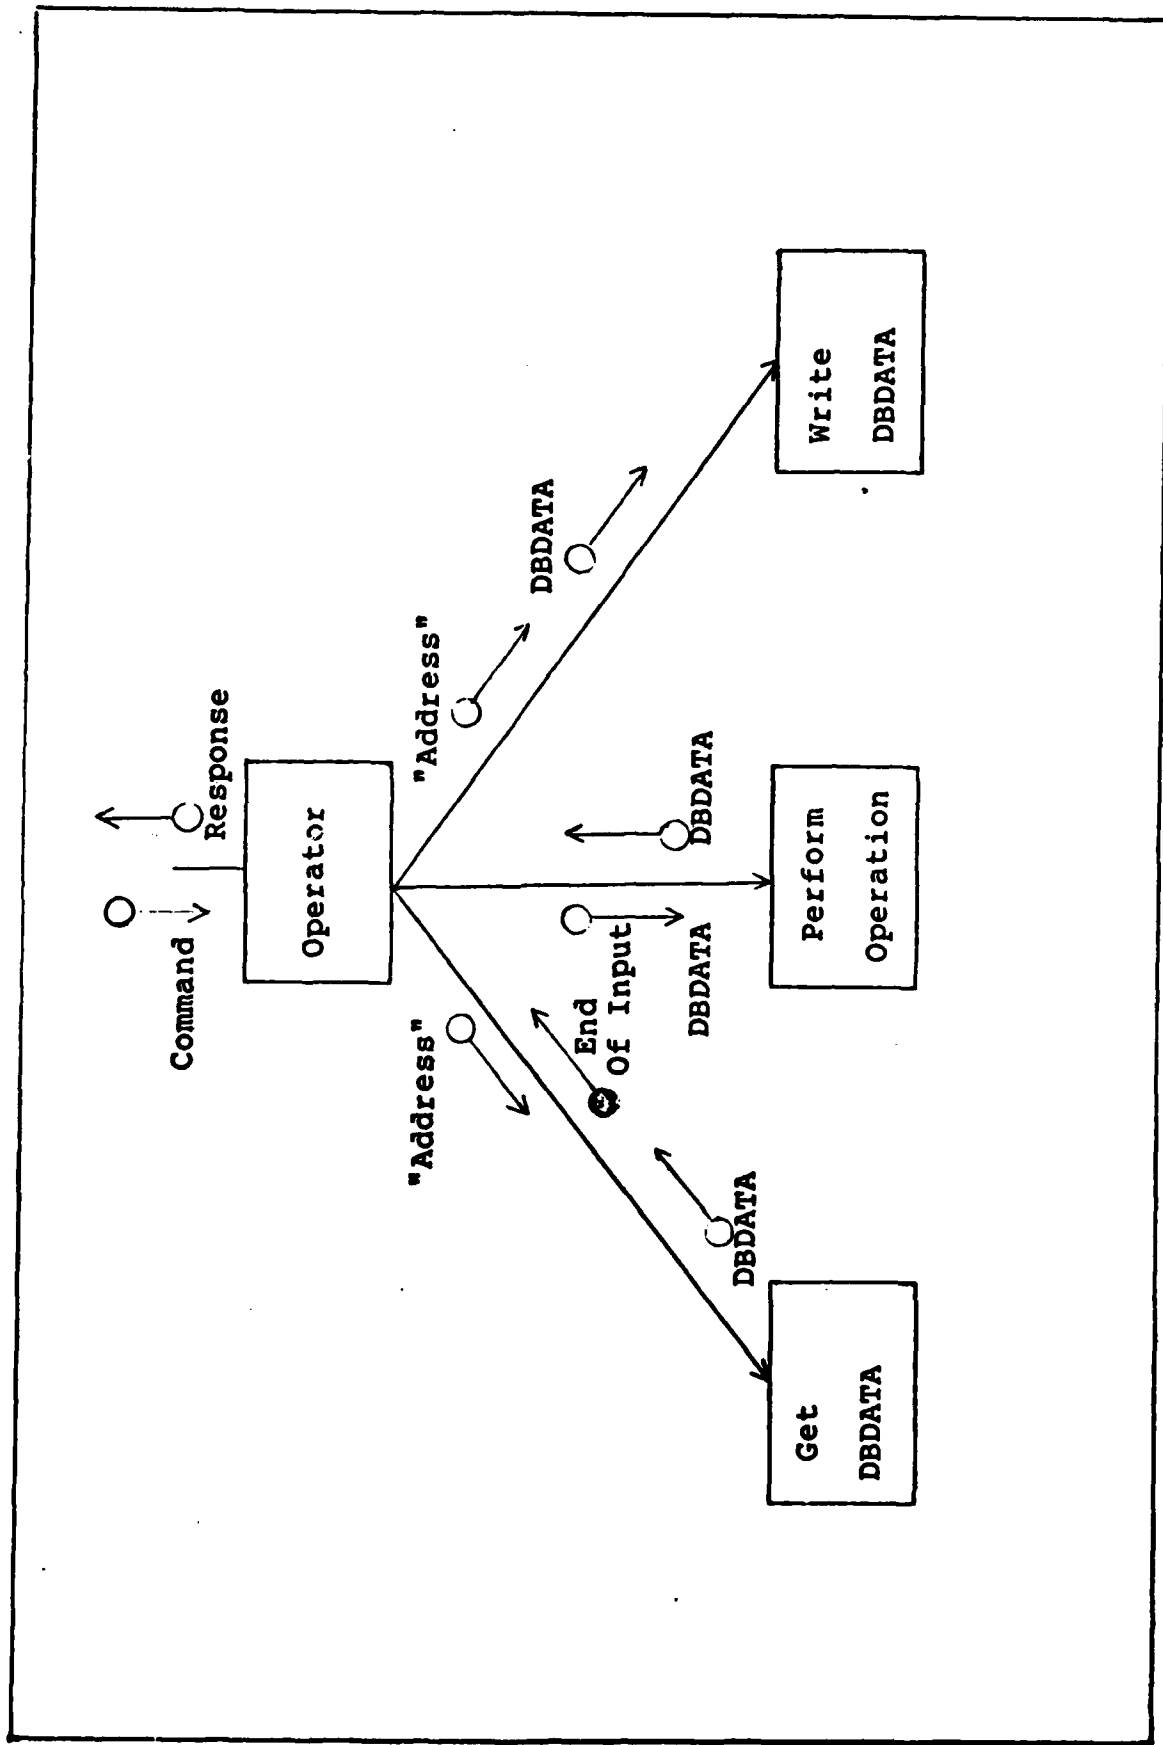 Command
Response
Operator
"Address"
"Address"
End
Of Input
DBDATA
DBDATA
DBDATA
DBDATA
Get
DBDATA
Perform
Operation
Write
DBDATA